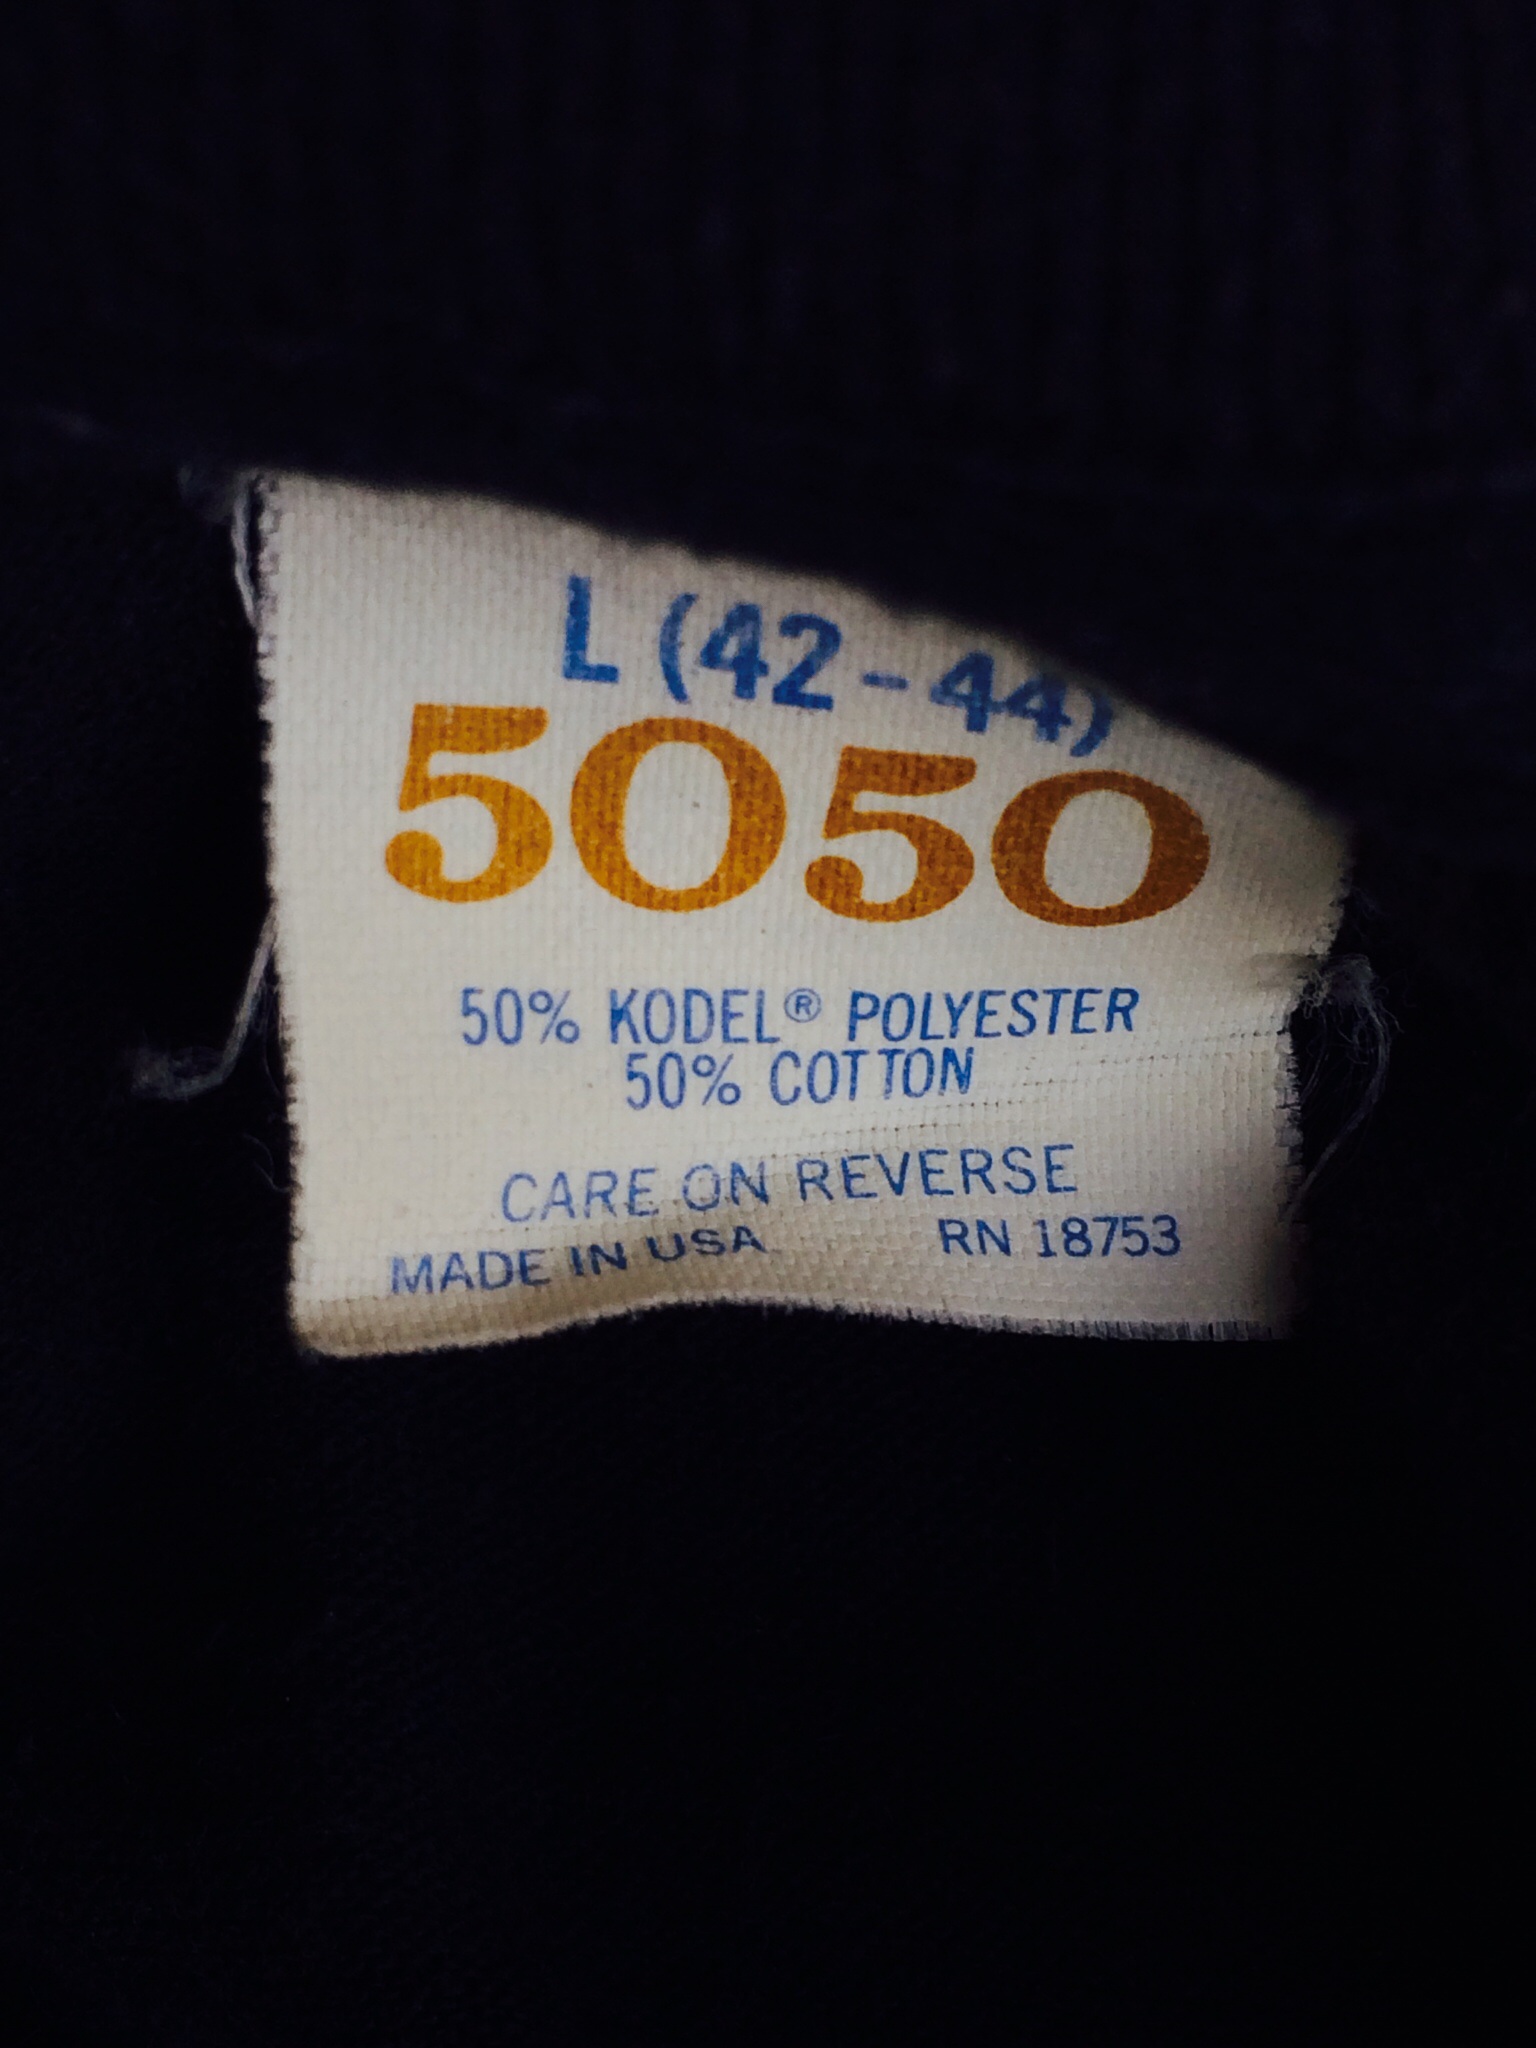 L (42-44)
5050
50% KODEL® POLYESTER
50% COTTON
CARE ON REVERSE
MADE IN USA RN 18753